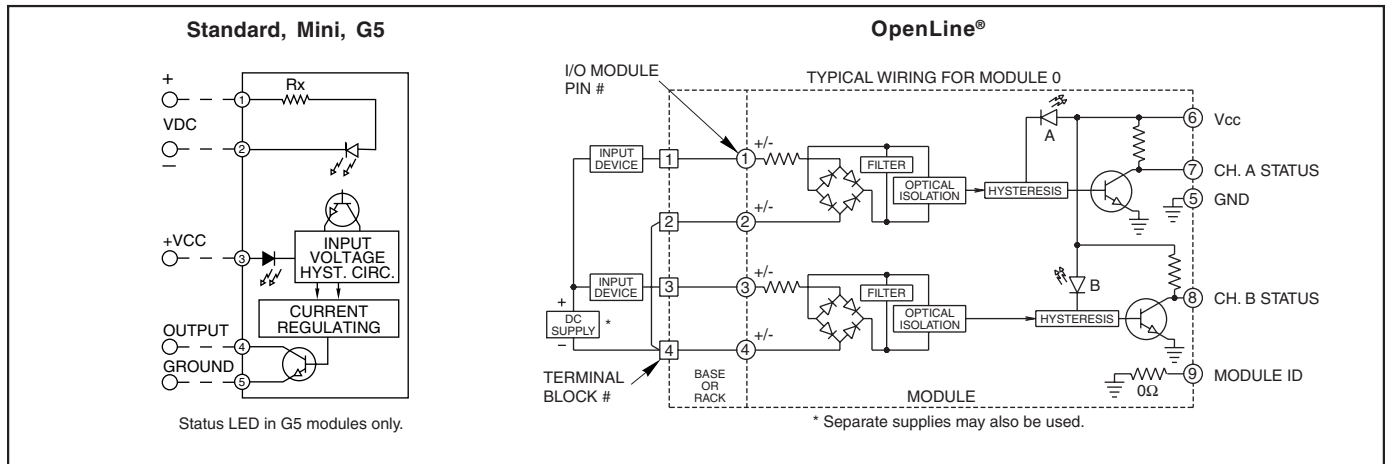 Standard, Mini, G5
+
1
Rx
VDC
2
–
+VCC
3
INPUT
VOLTAGE
HYST. CIRC.
CURRENT
REGULATING
OUTPUT
4
GROUND
5
Status LED in G5 modules only.
OpenLine®
I/O MODULE
PIN #
TYPICAL WIRING FOR MODULE 0
A
6 Vcc
INPUT
DEVICE
1
1
+/-
FILTER
OPTICAL
ISOLATION
HYSTERESIS
7 CH. A STATUS
5 GND
2
2
+/-
INPUT
DEVICE
3
3
+/-
FILTER
OPTICAL
ISOLATION
B
HYSTERESIS
8 CH. B STATUS
+
DC
SUPPLY
*
–
4
4
+/-
TERMINAL
BLOCK #
BASE
OR
RACK
MODULE
0Ω
9 MODULE ID
* Separate supplies may also be used.